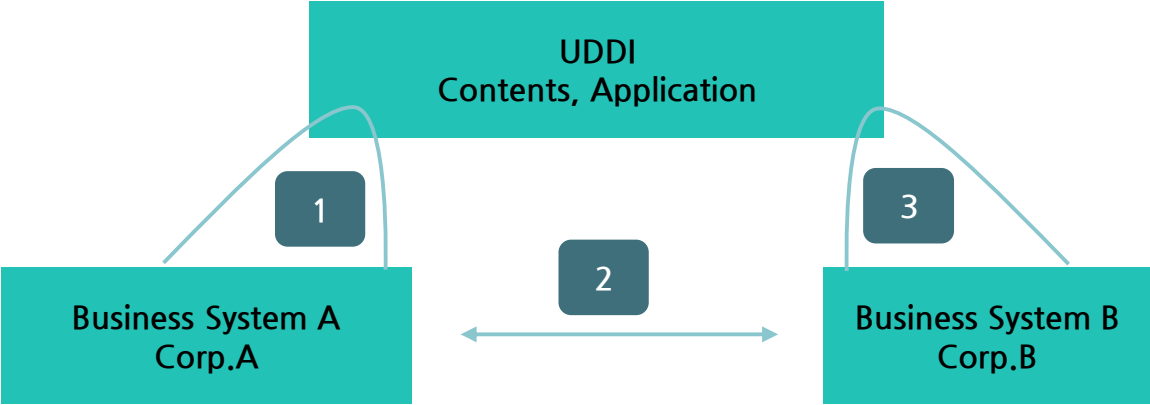 UDDI
Contents, Application
1
3
2
Business System A
Corp.A
Business System B
Corp.B